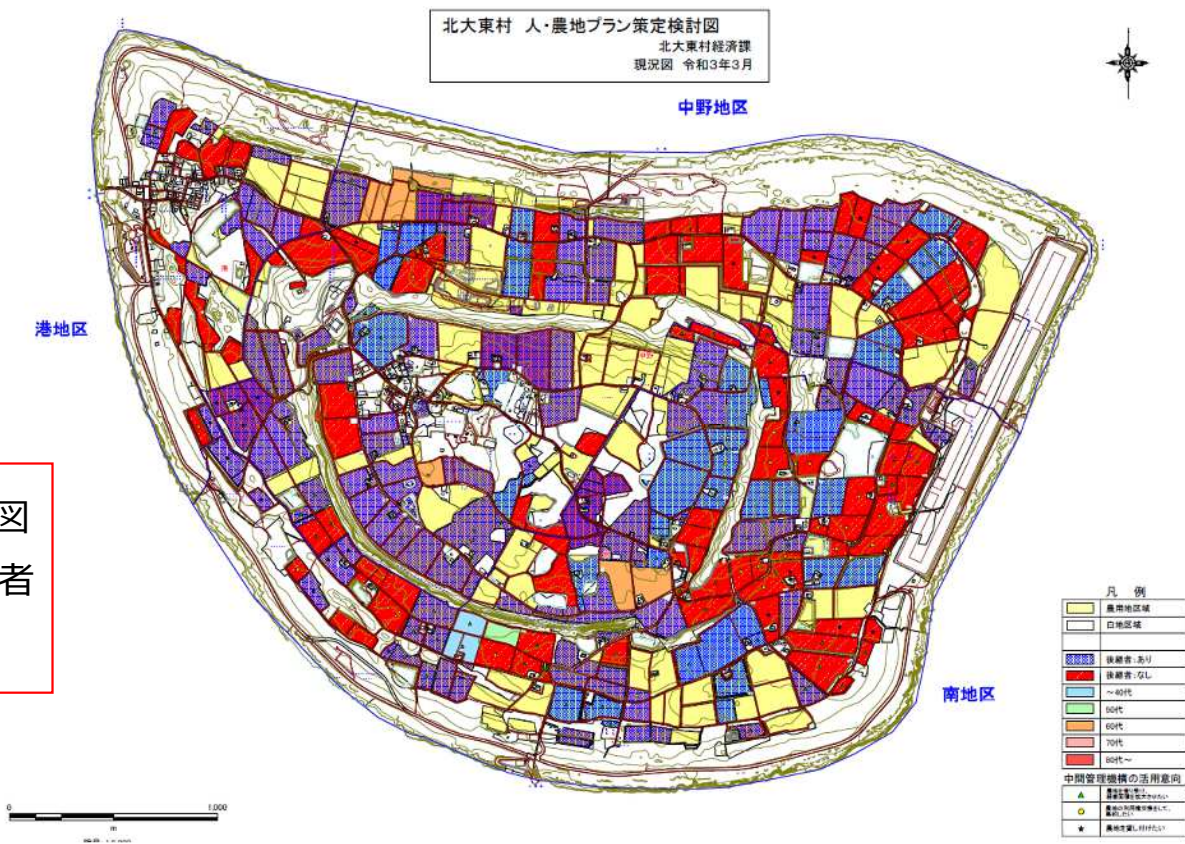 北大東村 人・農地プラン策定検討図
北大東村経済課
現況図 令和3年3月
中野地区
港地区
図
者
南地区
凡 例
農用地区域
白地区域
後継者:あり
後継者:なし
～40代
50代
60代
70代
80代～
中間管理機構の活用意向
農地を貸し付けたい
0 1,000
m